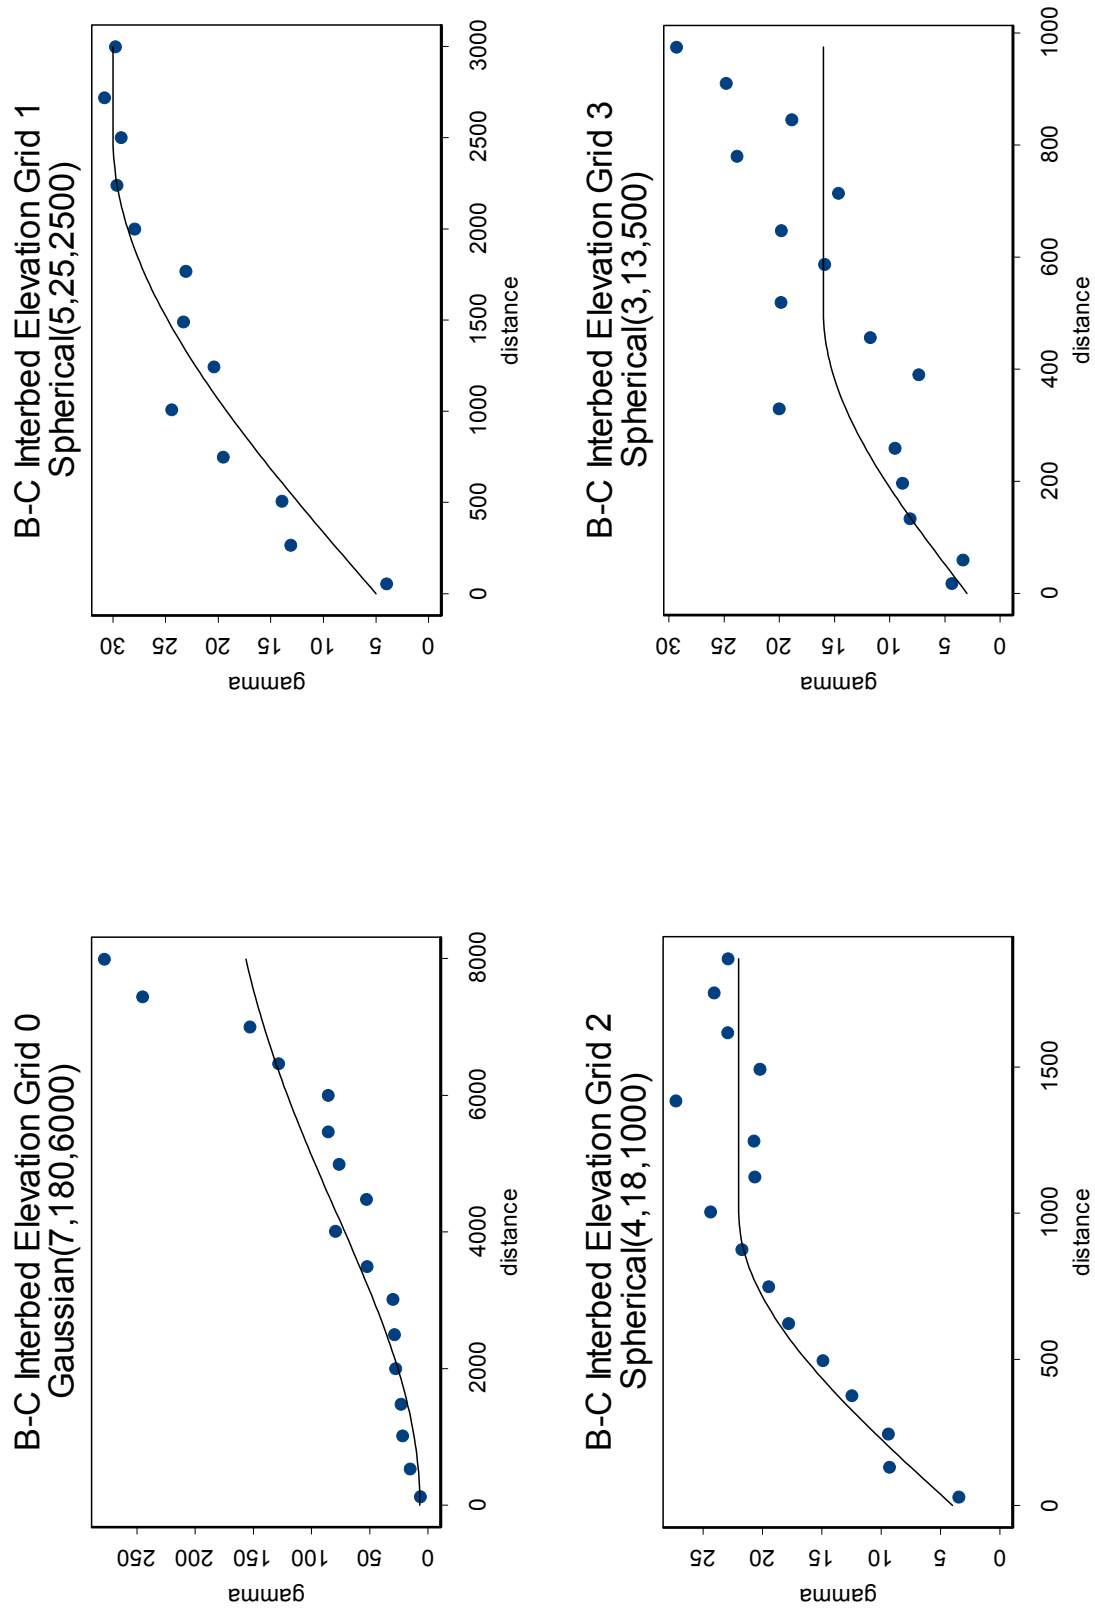 B-C Interbed Elevation Grid 0
Gaussian(7,180,6000)
gamma
0 50 100 150 200 250
0 2000 4000 6000 8000
distance
B-C Interbed Elevation Grid 1
Spherical(5,25,2500)
gamma
0 5 10 15 20 25 30
0 500 1000 1500 2000 2500 3000
distance
B-C Interbed Elevation Grid 2
Spherical(4,18,1000)
gamma
0 5 10 15 20 25
0 500 1000 1500
distance
B-C Interbed Elevation Grid 3
Spherical(3,13,500)
gamma
0 5 10 15 20 25 30
0 200 400 600 800 1000
distance